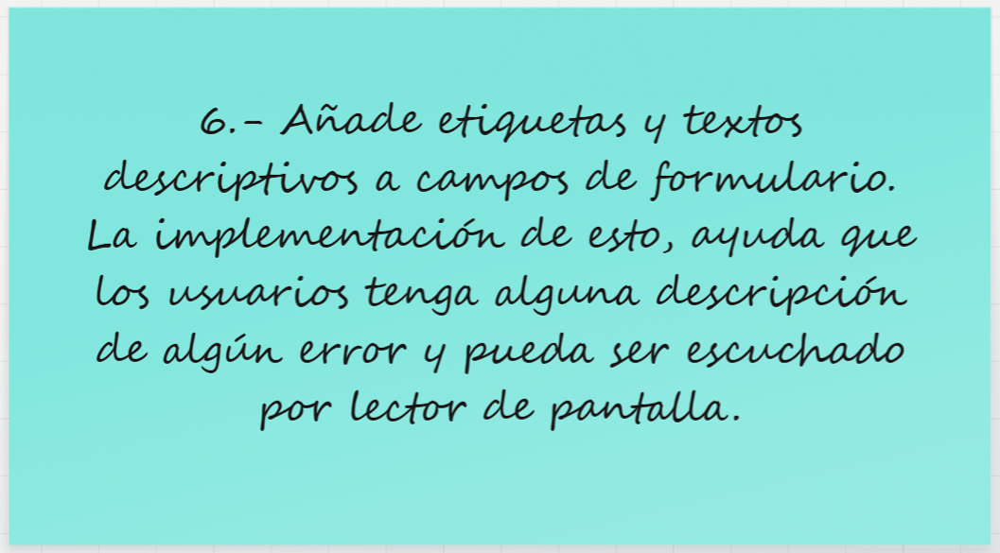 6.- Añade etiquetas y textos
descriptivos a campos de formulario.
La implementación de esto, ayuda que
los usuarios tenga alguna descripción
de algún error y pueda ser escuchado
por lector de pantalla.